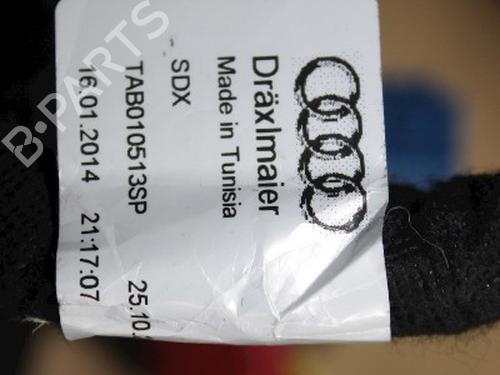 Dräxlmaier
Made in Tunisia
- SDX
TAB010513SP 25.10.
16.01.2014 21:17:07
B-PARTS